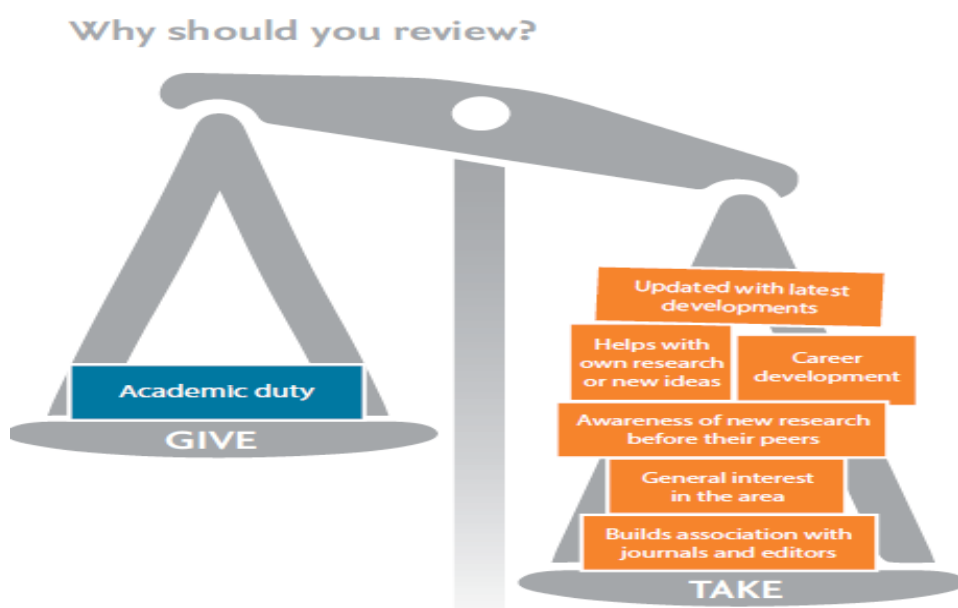 Why should you review?
Updated with latest
developments
Helps with
own research
or new ideas
Career
development
Academic duty
Awareness of new research
before their peers
GIVE
General interest
in the area
Builds association with
journals and editors
TAKE